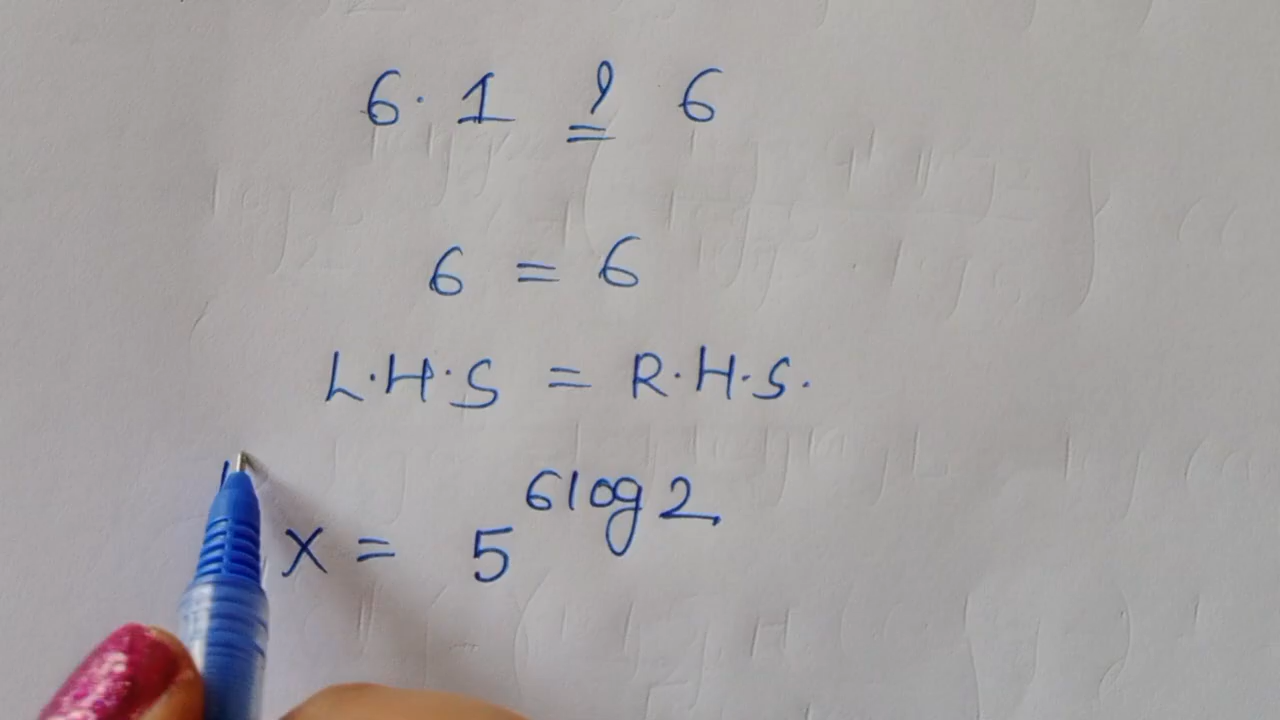 6 · 1 ≟ 6
6 = 6
L.H.S = R.H.S.
x = 5^{6log2}